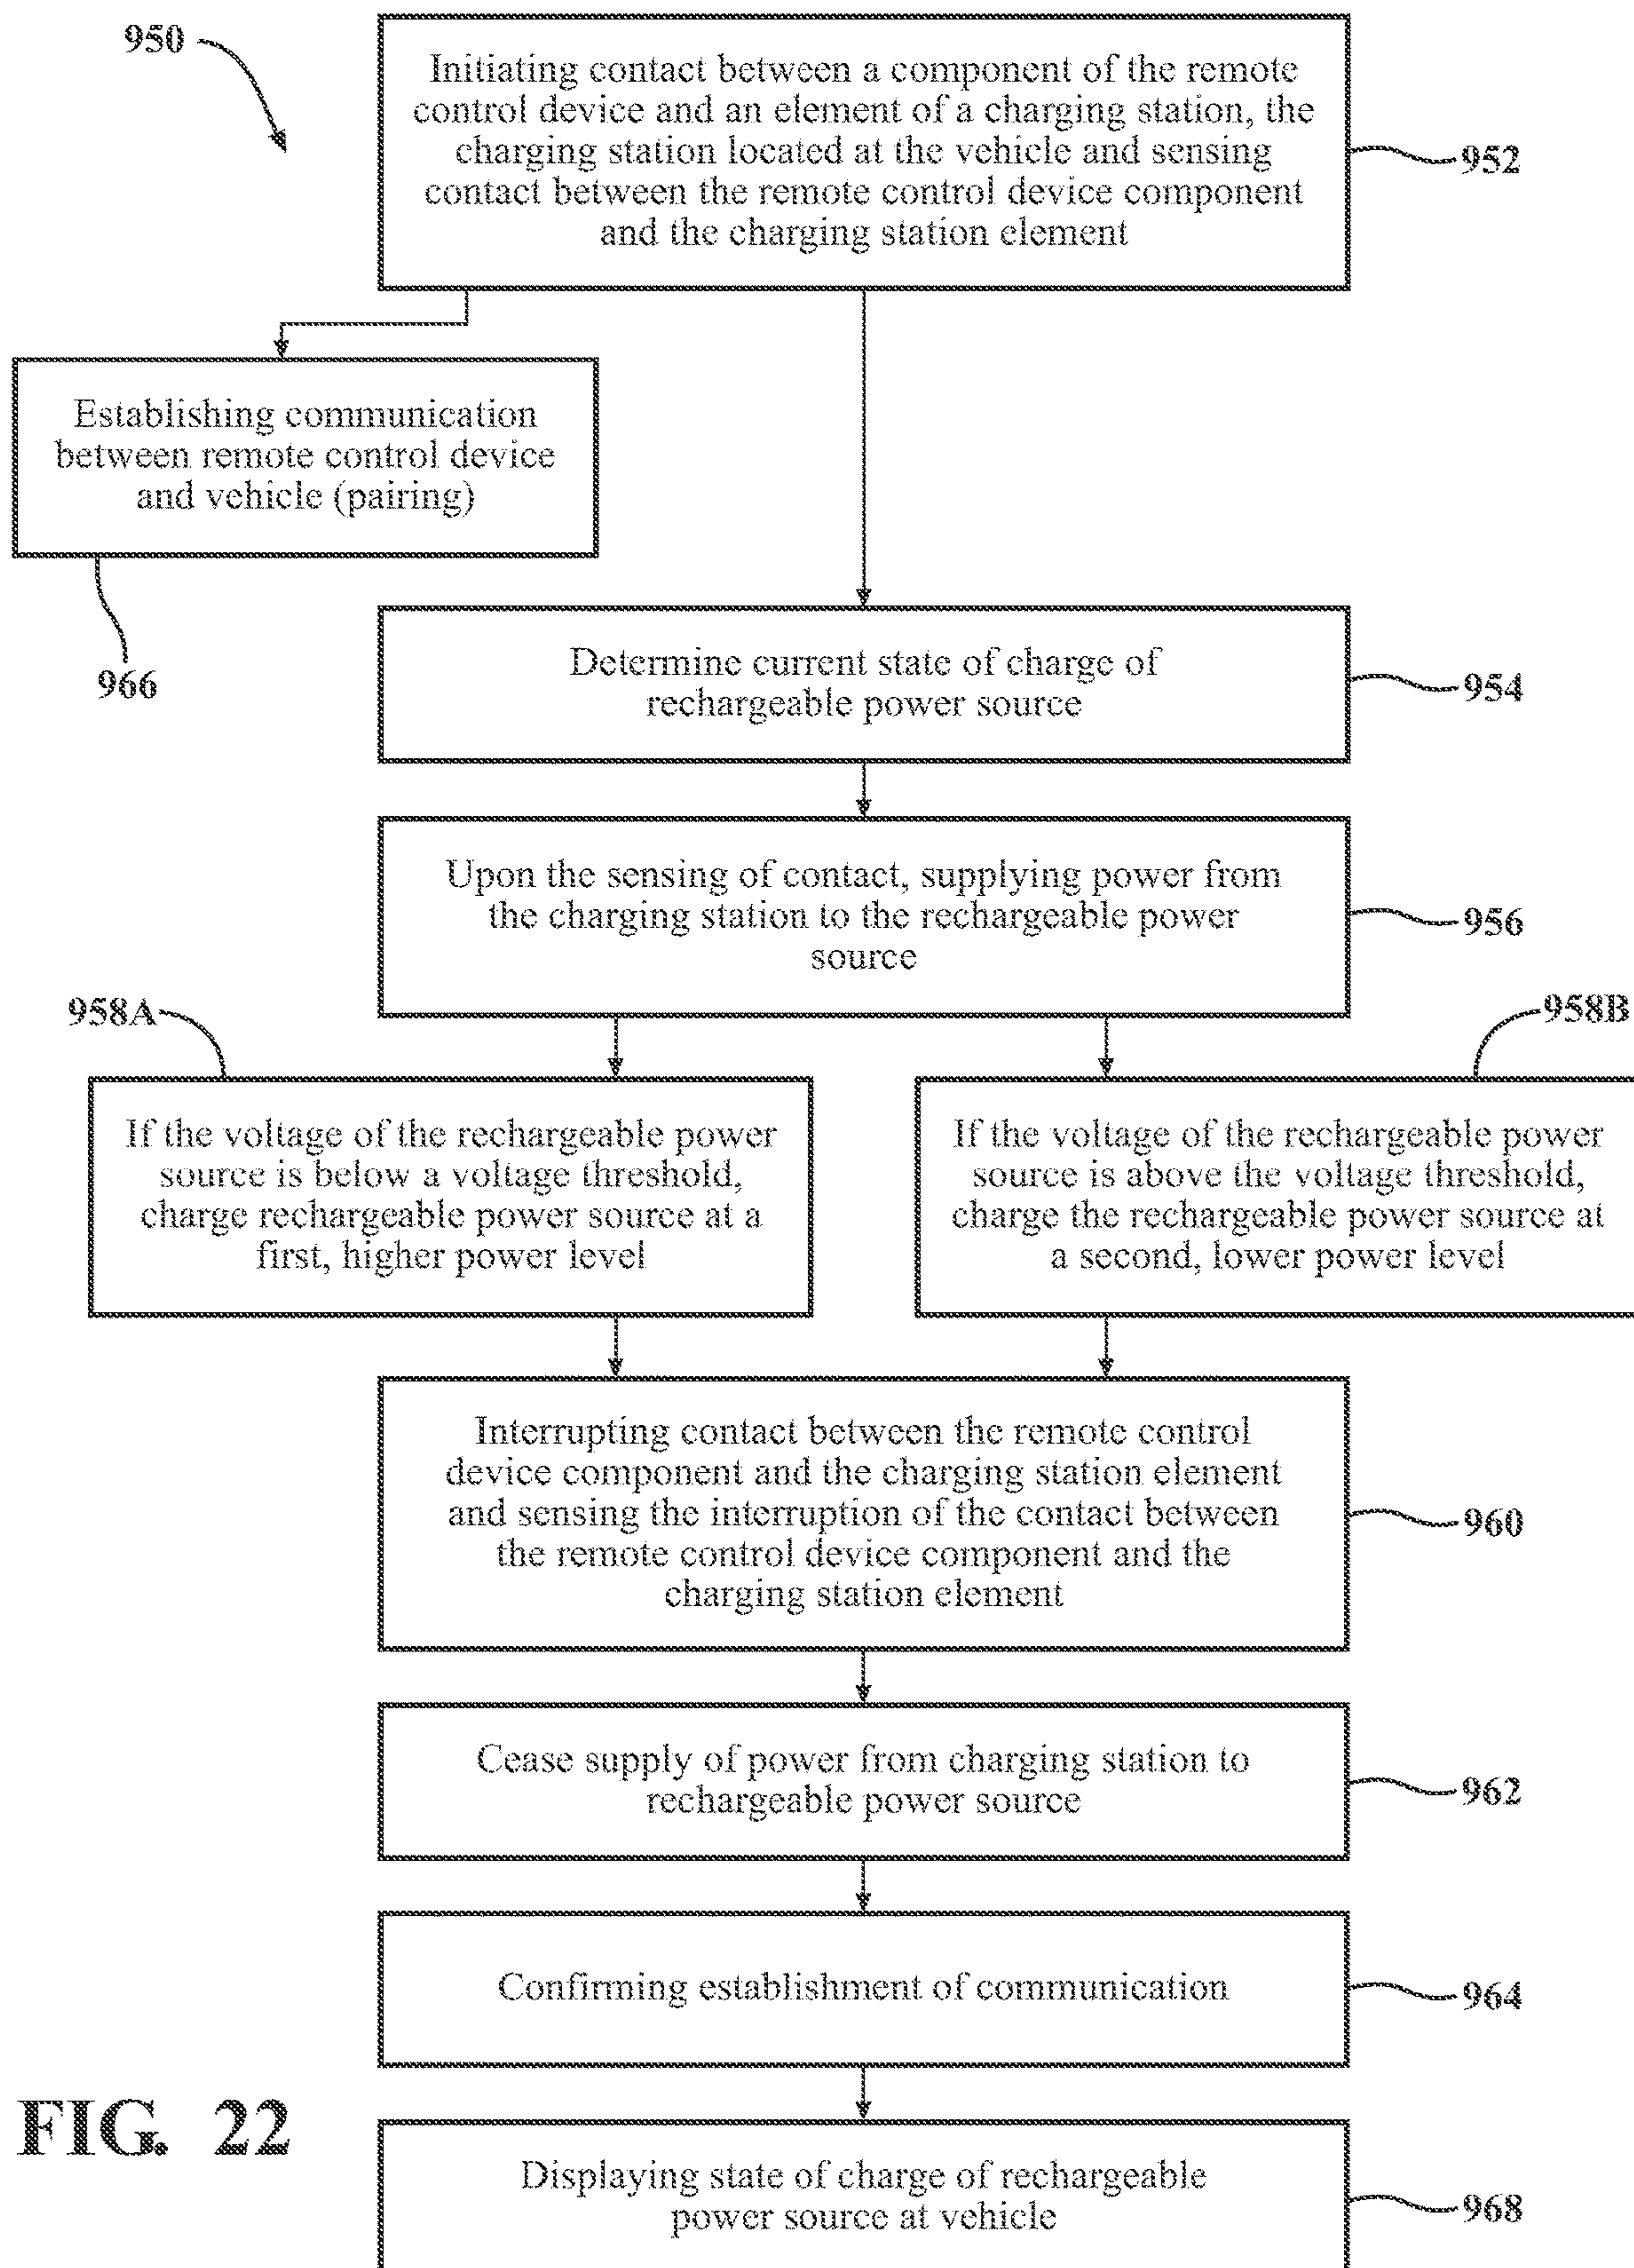 950
Initiating contact between a component of the remote
control device and an element of a charging station, the
charging station located at the vehicle and sensing
contact between the remote control device component
and the charging station element
952
Establishing communication
between remote control device
and vehicle (pairing)
966
Determine current state of charge of
rechargeable power source
954
Upon the sensing of contact, supplying power from
the charging station to the rechargeable power
source
956
958A
If the voltage of the rechargeable power
source is below a voltage threshold,
charge rechargeable power source at a
first, higher power level
958B
If the voltage of the rechargeable power
source is above the voltage threshold,
charge the rechargeable power source at
a second, lower power level
Interrupting contact between the remote control
device component and the charging station element
and sensing the interruption of the contact between
the remote control device component and the
charging station element
960
Cease supply of power from charging station to
rechargeable power source
962
Confirming establishment of communication
964
FIG. 22
Displaying state of charge of rechargeable
power source at vehicle
968